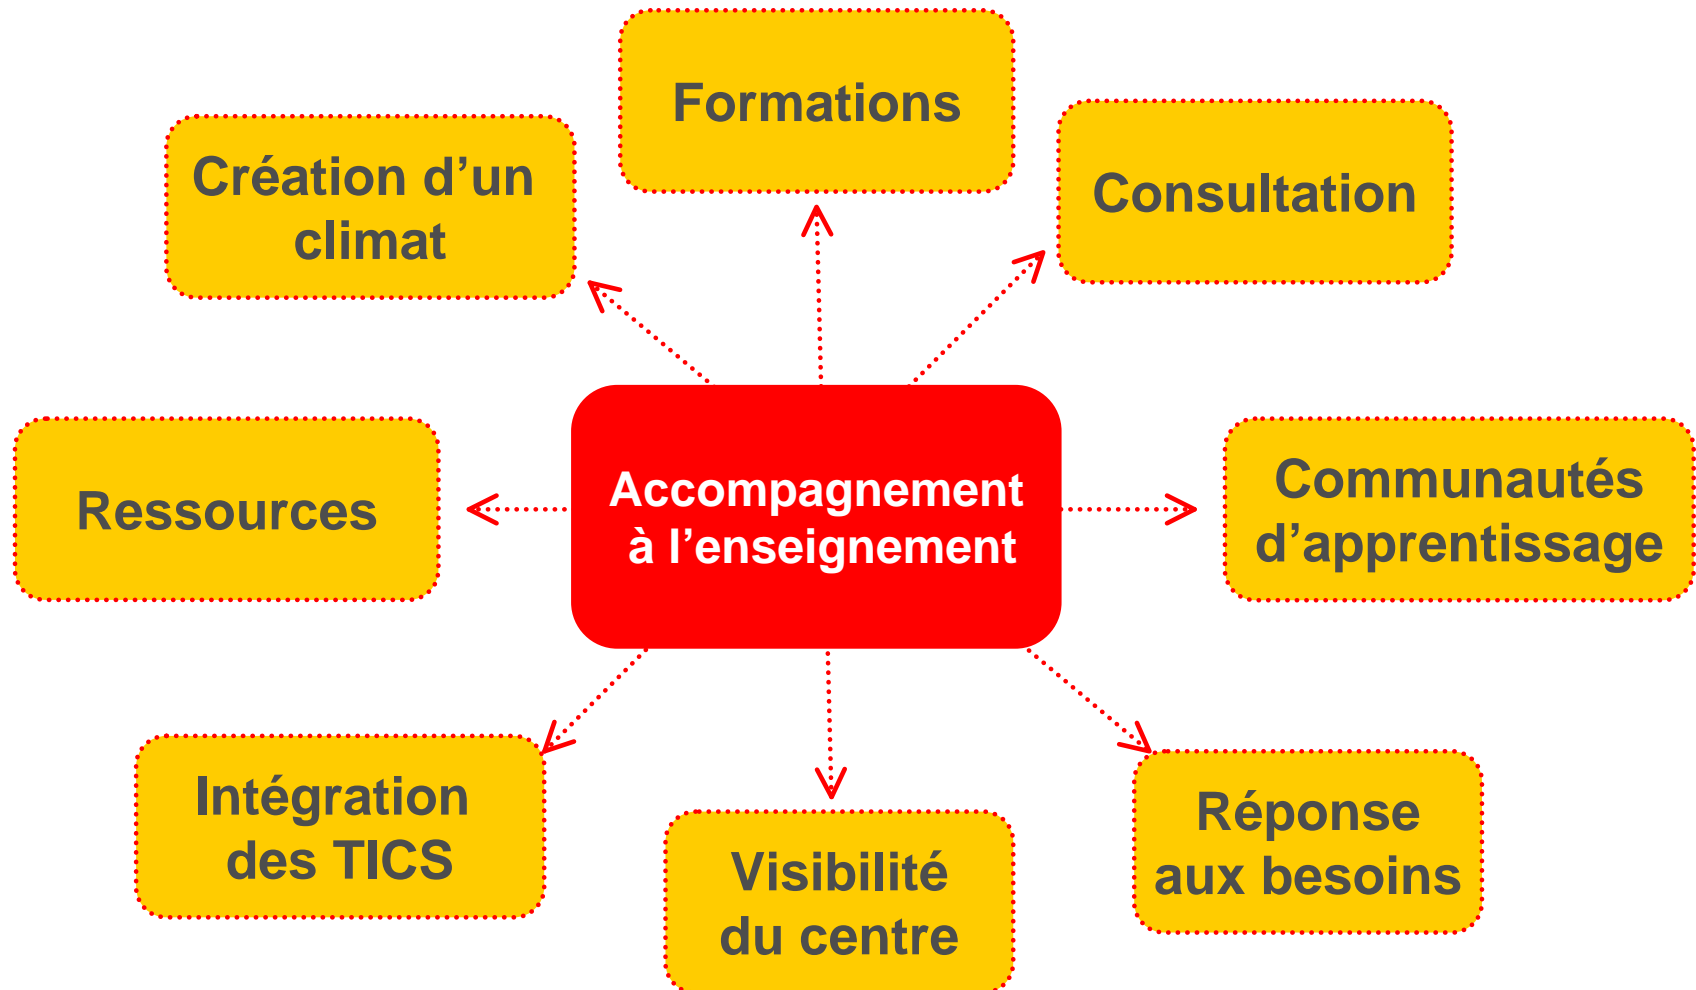 Formations
Création d’un
climat
Consultation
Ressources
Accompagnement
à l’enseignement
Communautés
d’apprentissage
Intégration
des TICS
Visibilité
du centre
Réponse
aux besoins